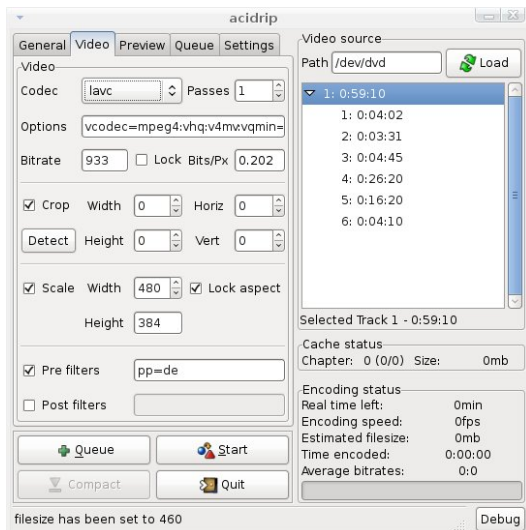 acidrip
General Video Preview Queue Settings
Video
Codec lavc Passes 1
Options vcodec=mpeg4:vhq:v4mv:vqmin=
Bitrate 933 Lock Bits/Px 0.202
Crop Width 0 Horiz 0
Detect Height 0 Vert 0
Scale Width 480 Lock aspect
Height 384
Pre filters pp=de
Post filters
Queue Start
Compact Quit
Video source
Path /dev/dvd Load
1: 0:59:10
1: 0:04:02
2: 0:03:31
3: 0:04:45
4: 0:26:20
5: 0:16:20
6: 0:04:10
Selected Track 1 - 0:59:10
Cache status
Chapter: 0 (0/0) Size: 0mb
Encoding status
Real time left: 0min
Encoding speed: 0fps
Estimated filesize: 0mb
Time encoded: 0:00:00
Average bitrates: 0:0
filesize has been set to 460 Debug